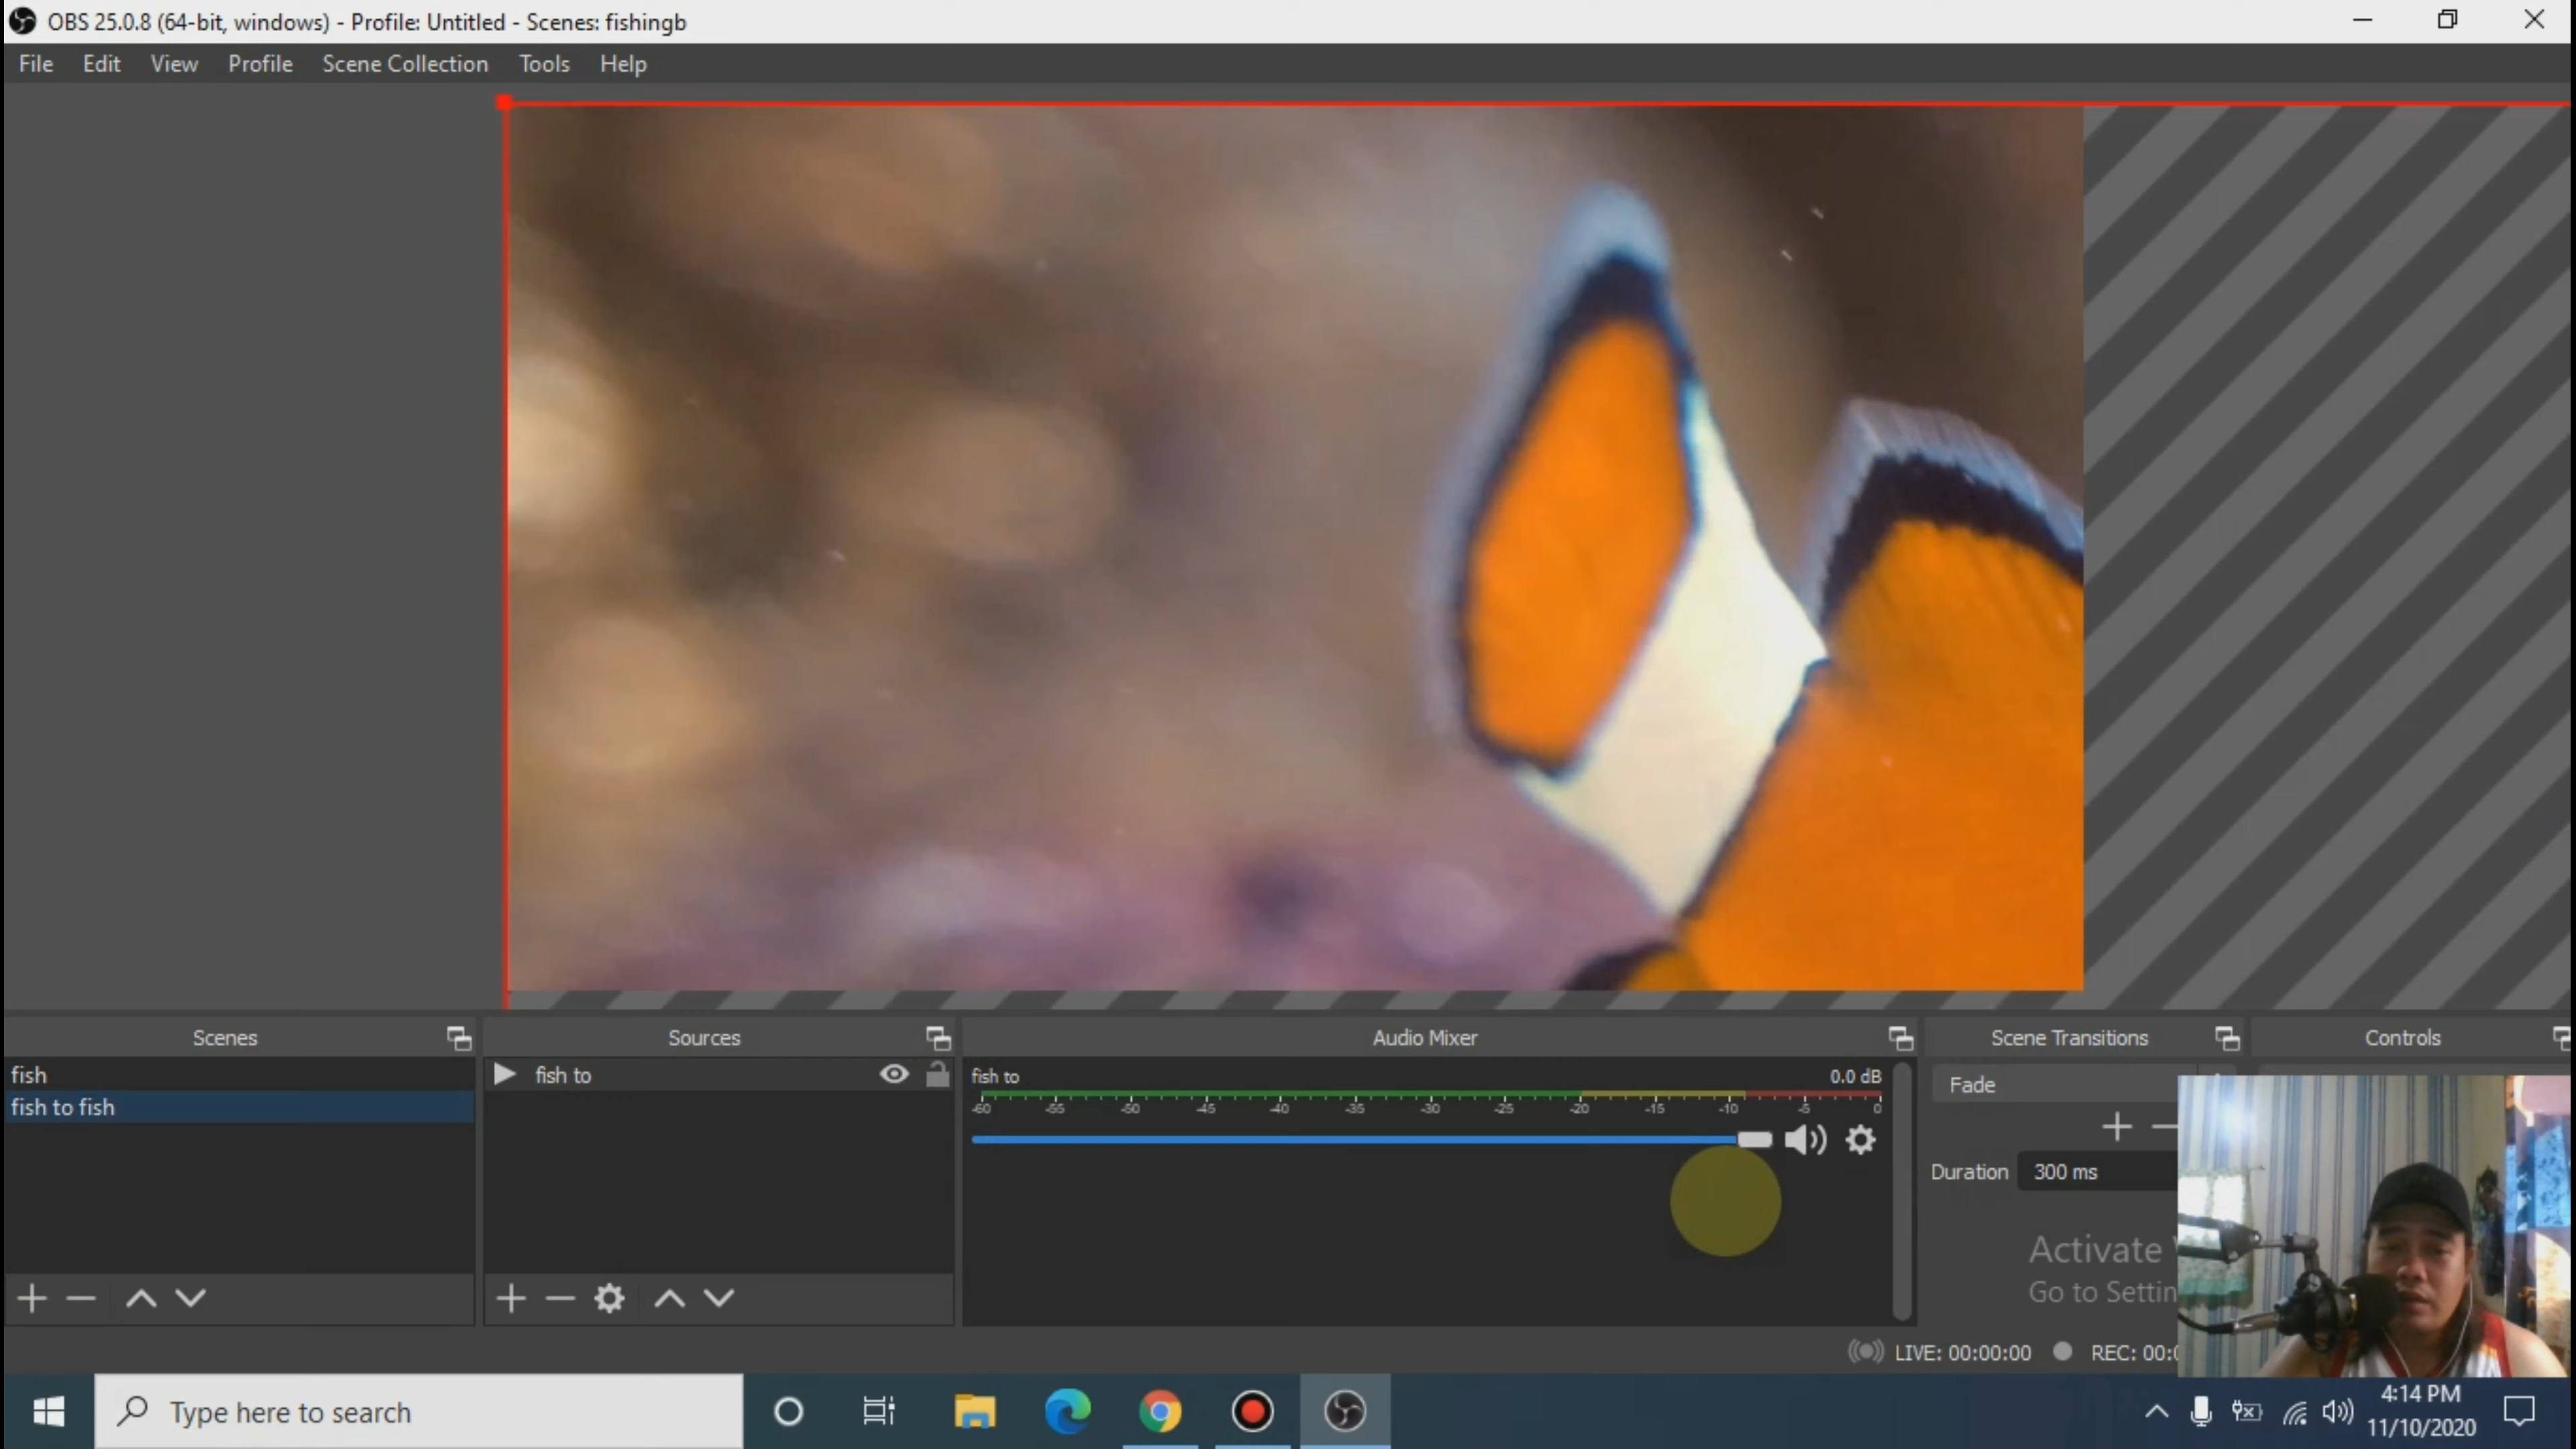 OBS 25.0.8 (64-bit, windows) - Profile: Untitled - Scenes: fishingb
File Edit View Profile Scene Collection Tools Help
Scenes
Sources
Audio Mixer
Scene Transitions
Controls
fish
fish to fish
fish to
fish to
0.0 dB
-60 -55 -50 -45 -40 -35 -30 -25 -20 -15 -10 -5 0
Fade
Duration 300 ms
Activate
Go to Settin
LIVE: 00:00:00
REC: 00:
Type here to search
4:14 PM
11/10/2020